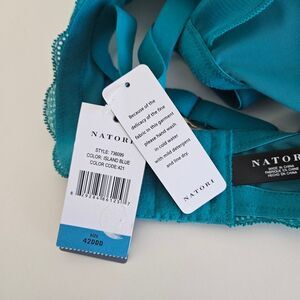 NATORI
STYLE: 736099
COLOR: ISLAND BLUE
COLOR CODE: 421
SIZE
42DDD
Because of the
delicacy of the fine
fabric in this garment
please hand wash
in cold water
with mild detergent
and line dry.
NATORI
NATORI
MADE IN CHINA
FABRIQUÉ EN CHINE
HECHO EN CHINA